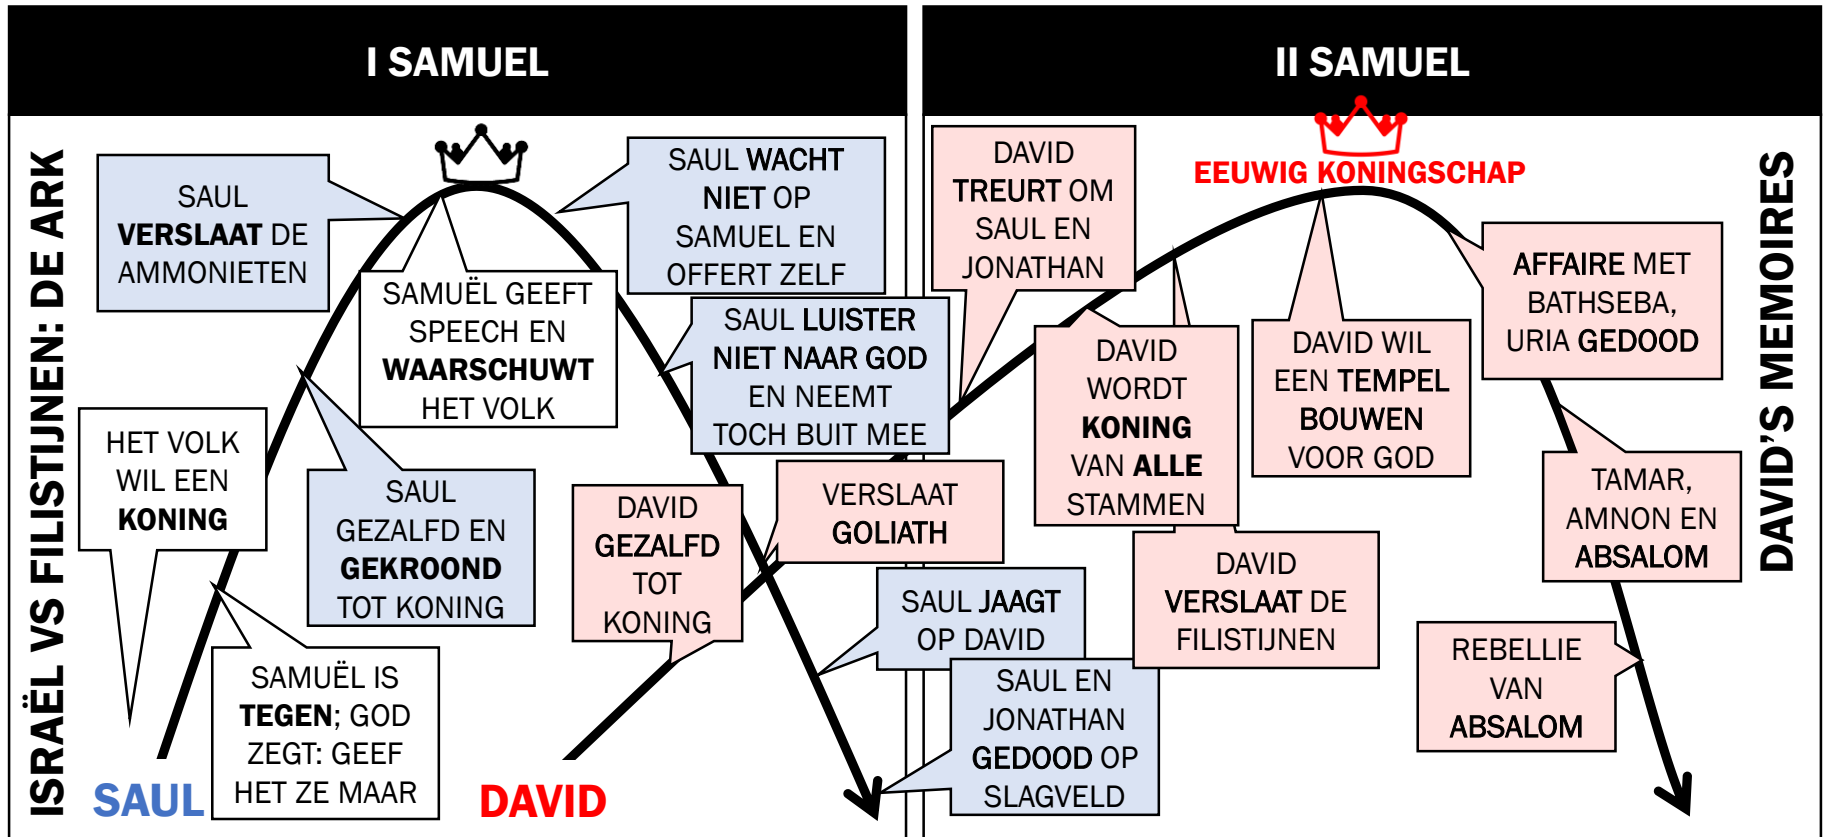 I SAMUEL
II SAMUEL
ISRAËL VS FILISTIJNEN: DE ARK
SAUL
VERSLAAT DE
AMMONIETEN
SAUL WACHT
NIET OP
SAMUEL EN
OFFERT ZELF
SAMUËL GEEFT
SPEECH EN
WAARSCHUWT
HET VOLK
SAUL LUISTER
NIET NAAR GOD
EN NEEMT
TOCH BUIT MEE
HET VOLK
WIL EEN
KONING
SAUL
GEZALFD EN
GEKROOND
TOT KONING
DAVID
GEZALFD
TOT
KONING
VERSLAAT
GOLIATH
SAMUËL IS
TEGEN; GOD
ZEGT: GEEF
HET ZE MAAR
SAUL JAAGT
OP DAVID
SAUL EN
JONATHAN
GEDOOD OP
SLAGVELD
SAUL
DAVID
DAVID
TREURT OM
SAUL EN
JONATHAN
EEUWIG KONINGSCHAP
DAVID
WORDT
KONING
VAN ALLE
STAMMEN
DAVID WIL
EEN TEMPEL
BOUWEN
VOOR GOD
AFFAIRE MET
BATHSEBA,
URIA GEDOOD
DAVID
VERSLAAT DE
FILISTIJNEN
TAMAR,
AMNON EN
ABSALOM
REBELLIE
VAN
ABSALOM
DAVID'S MEMOIRES